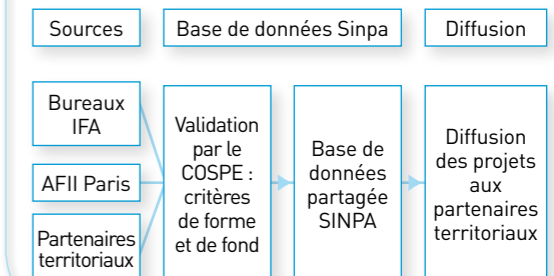 Sources
Base de données Sinpa
Diffusion
Bureaux
IFA
AFII Paris
Partenaires
territoriaux
Validation
par le
COSPE :
critères
de forme
et de fond
Base de
données
partagée
SINPA
Diffusion
des projets
aux
partenaires
territoriaux